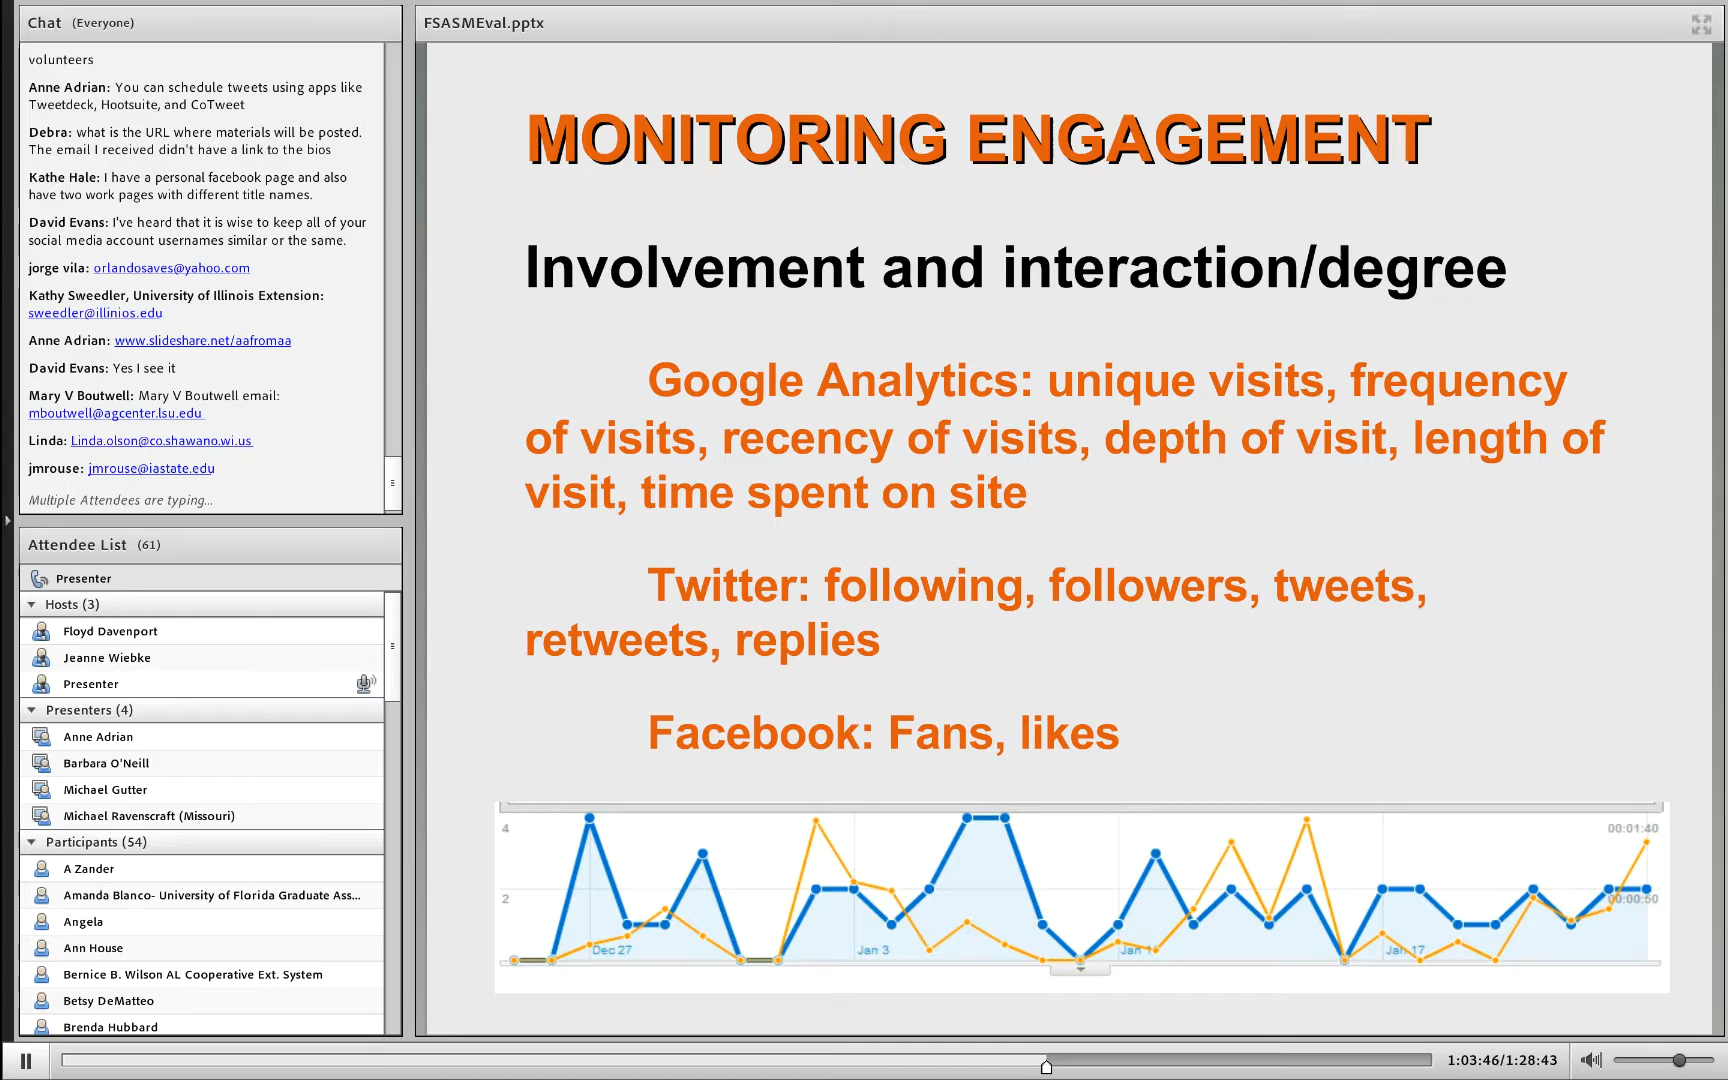 Chat (Everyone)
volunteers
Anne Adrian: You can schedule tweets using apps like
Tweetdeck, Hootsuite, and CoTweet
Debra: what is the URL where materials will be posted.
The email I received didn't have a link to the bios
Kathe Hale: I have a personal facebook page and also
have two work pages with different title names.
David Evans: I've heard that it is wise to keep all of your
social media account usernames similar or the same.
jorge vila: orlandosaves@yahoo.com
Kathy Sweedler, University of Illinois Extension:
sweedler@illinios.edu
Anne Adrian: www.slideshare.net/aafromaa
David Evans: Yes I see it
Mary V Boutwell: Mary V Boutwell email:
mboutwell@agcenter.lsu.edu
Linda: Linda.olson@co.shawano.wi.us
jmrouse: jmrouse@iastate.edu
Multiple Attendees are typing...
Attendee List (61)
Presenter
Hosts (3)
Floyd Davenport
Jeanne Wiebke
Presenter
Presenters (4)
Anne Adrian
Barbara O'Neill
Michael Gutter
Michael Ravenscraft (Missouri)
Participants (54)
A Zander
Amanda Blanco- University of Florida Graduate Ass...
Angela
Ann House
Bernice B. Wilson AL Cooperative Ext. System
Betsy DeMatteo
Brenda Hubbard
FSASMEval.pptx
MONITORING ENGAGEMENT
Involvement and interaction/degree
Google Analytics: unique visits, frequency
of visits, recency of visits, depth of visit, length of
visit, time spent on site
Twitter: following, followers, tweets,
retweets, replies
Facebook: Fans, likes
4
00:01:40
2
00:00:50
Dec 27
Jan 3
Jan
Jan 17
1:03:46/1:28:43